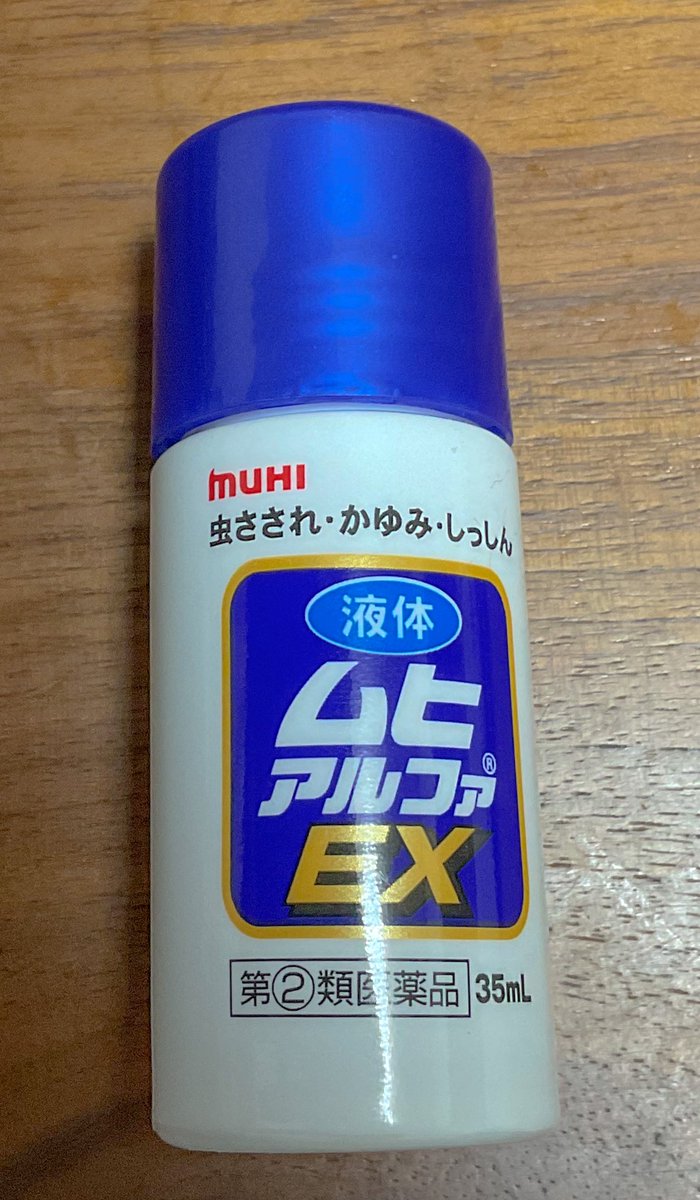 muHI
虫さされ・かゆみ・しっしん
液体
ムヒ
アルファ®
EX
第②類医薬品 35mL